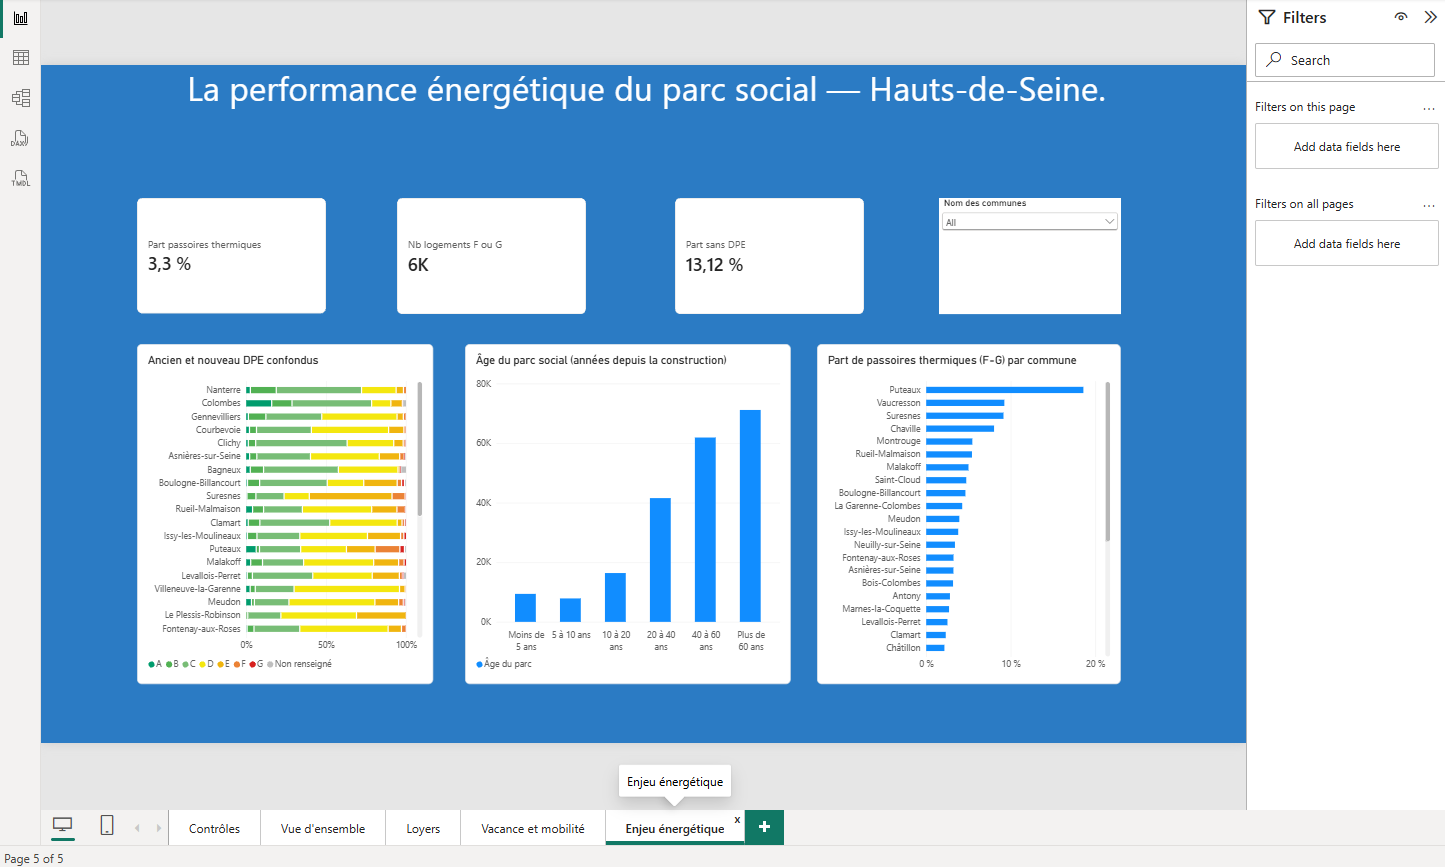 DAX
TMDL
La performance énergétique du parc social — Hauts-de-Seine.
Part passoires thermiques
3,3 %
Nb logements F ou G
6K
Part sans DPE
13,12 %
Nom des communes
All
Ancien et nouveau DPE confondus
Nanterre
Colombes
Gennevilliers
Courbevoie
Clichy
Asnières-sur-Seine
Bagneux
Boulogne-Billancourt
Suresnes
Rueil-Malmaison
Clamart
Issy-les-Moulineaux
Puteaux
Malakoff
Levallois-Perret
Villeneuve-la-Garenne
Meudon
Le Plessis-Robinson
Fontenay-aux-Roses
0% 50% 100%
A B C D E F G Non renseigné
Âge du parc social (années depuis la construction)
80K
60K
40K
20K
0K
Moins de 5 à 10 ans 10 à 20 20 à 40 40 à 60 Plus de
5 ans ans ans ans 60 ans
Âge du parc
Part de passoires thermiques (F-G) par commune
Puteaux
Vaucresson
Suresnes
Chaville
Montrouge
Rueil-Malmaison
Malakoff
Saint-Cloud
Boulogne-Billancourt
La Garenne-Colombes
Meudon
Issy-les-Moulineaux
Neuilly-sur-Seine
Fontenay-aux-Roses
Asnières-sur-Seine
Bois-Colombes
Antony
Marnes-la-Coquette
Levallois-Perret
Clamart
Châtillon
0 % 10 % 20 %
Filters
Search
Filters on this page
...
Add data fields here
Filters on all pages
...
Add data fields here
Enjeu énergétique
Contrôles
Vue d'ensemble
Loyers
Vacance et mobilité
Enjeu énergétique
x
+
Page 5 of 5